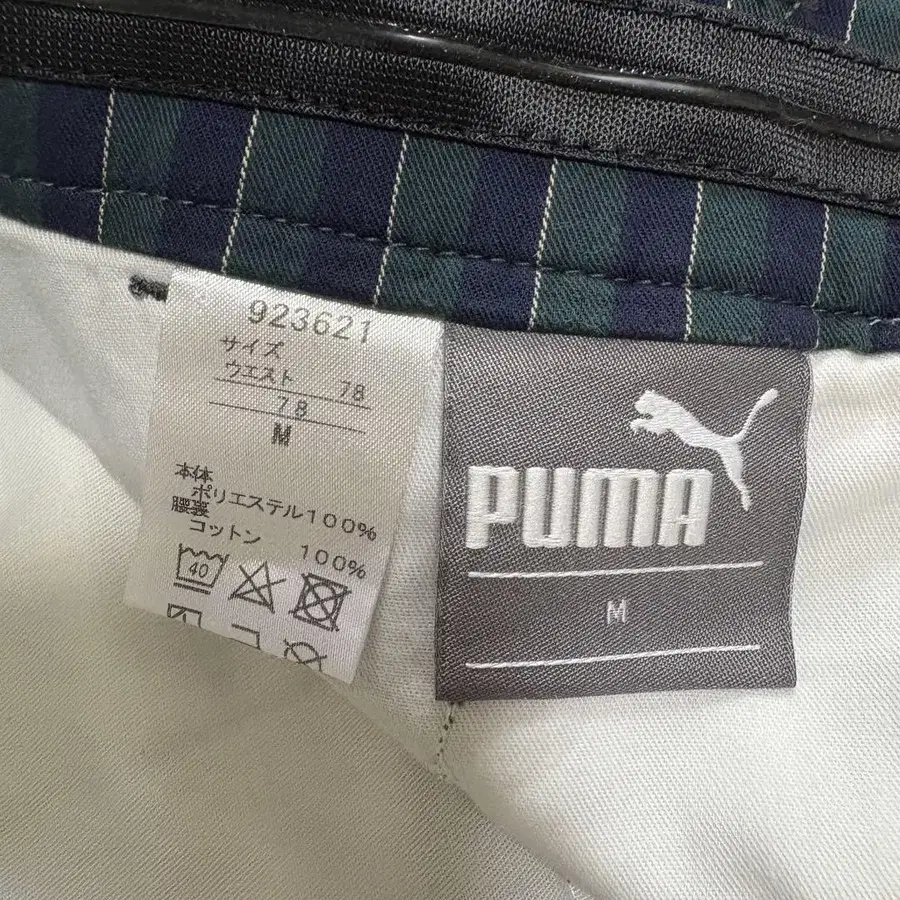 923621
サイズ
ウエスト 78
78
M
本体
ポリエステル100%
腰裏
コットン 100%
40
PUMA
M